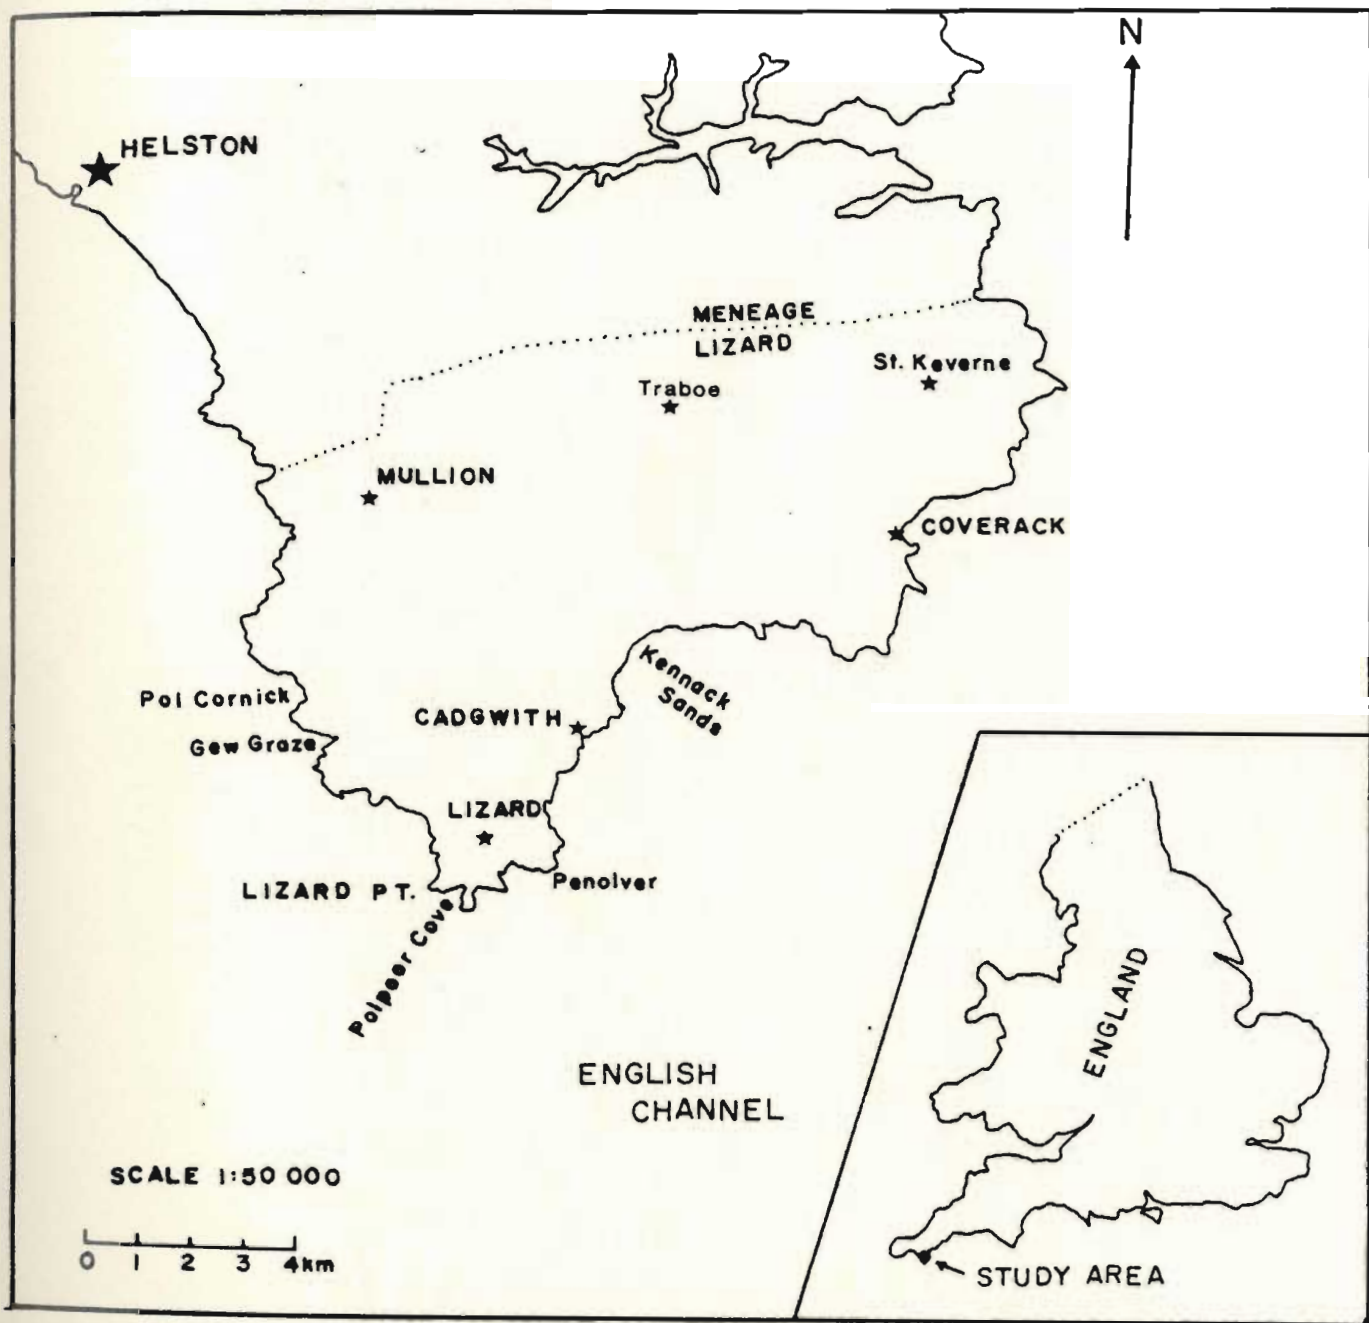 N
HELSTON
MENEAGE
LIZARD
St. Keverne
Traboe
MULLION
COVERACK
Kennack
Sands
Pol Cornick
CADGWITH
Gew Graze
LIZARD
Penolver
LIZARD PT.
Polpeer Cove
ENGLAND
ENGLISH
CHANNEL
SCALE 1:50 000
0 1 2 3 4km
STUDY AREA